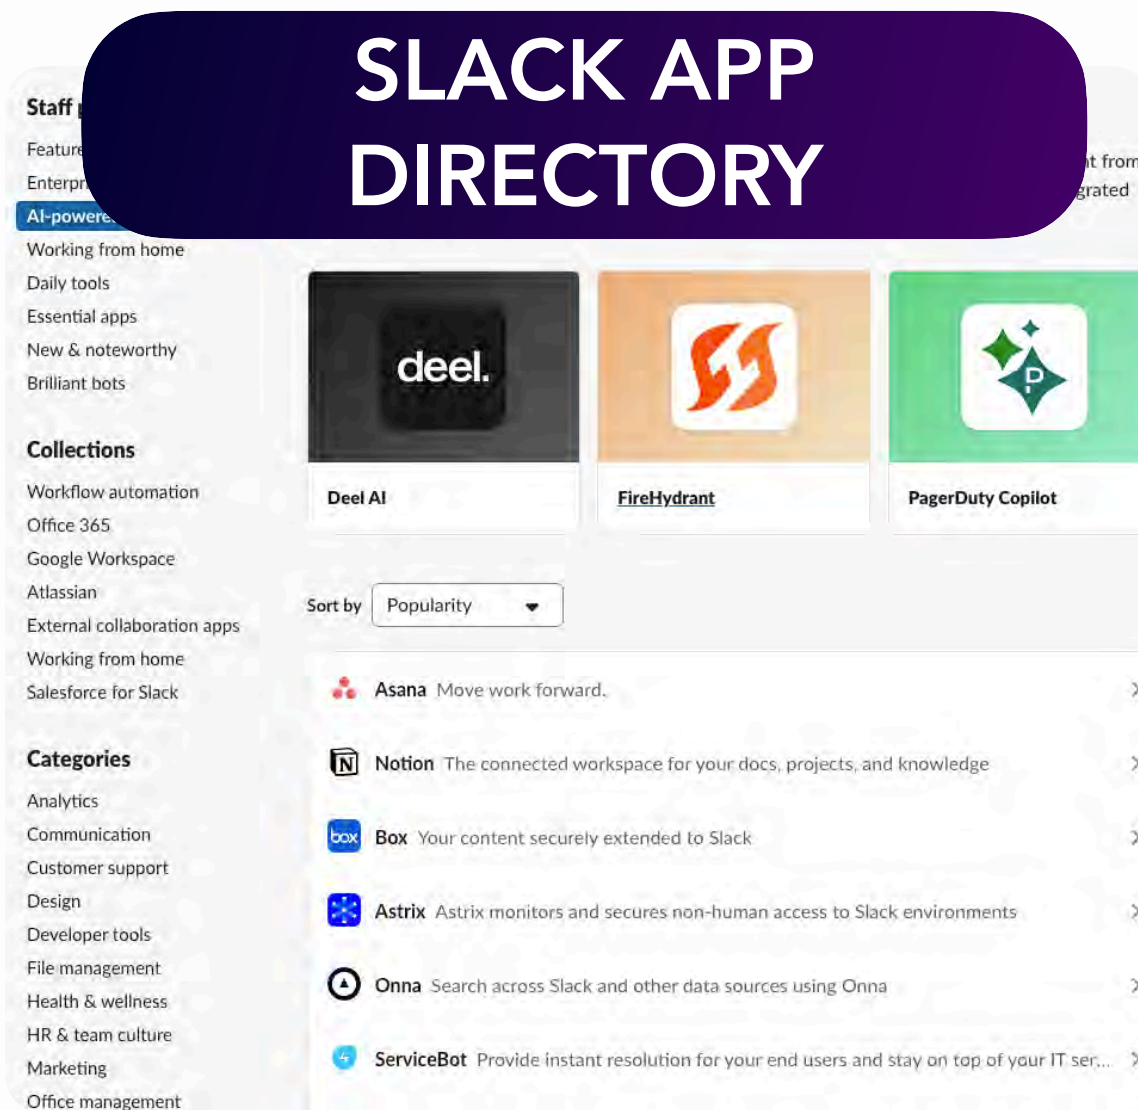 SLACK APP
DIRECTORY
Staff
Feature
Enterpr
AI-powere
Working from home
Daily tools
Essential apps
New & noteworthy
Brilliant bots
Collections
Workflow automation
Office 365
Google Workspace
Atlassian
External collaboration apps
Working from home
Salesforce for Slack
Categories
Analytics
Communication
Customer support
Design
Developer tools
File management
Health & wellness
HR & team culture
Marketing
Office management
nt from
grated
deel.
P
Deel AI
FireHydrant
PagerDuty Copilot
Sort by Popularity
Asana Move work forward.
N Notion The connected workspace for your docs, projects, and knowledge
box Box Your content securely extended to Slack
Astrix Astrix monitors and secures non-human access to Slack environments
Onna Search across Slack and other data sources using Onna
ServiceBot Provide instant resolution for your end users and stay on top of your IT ser...